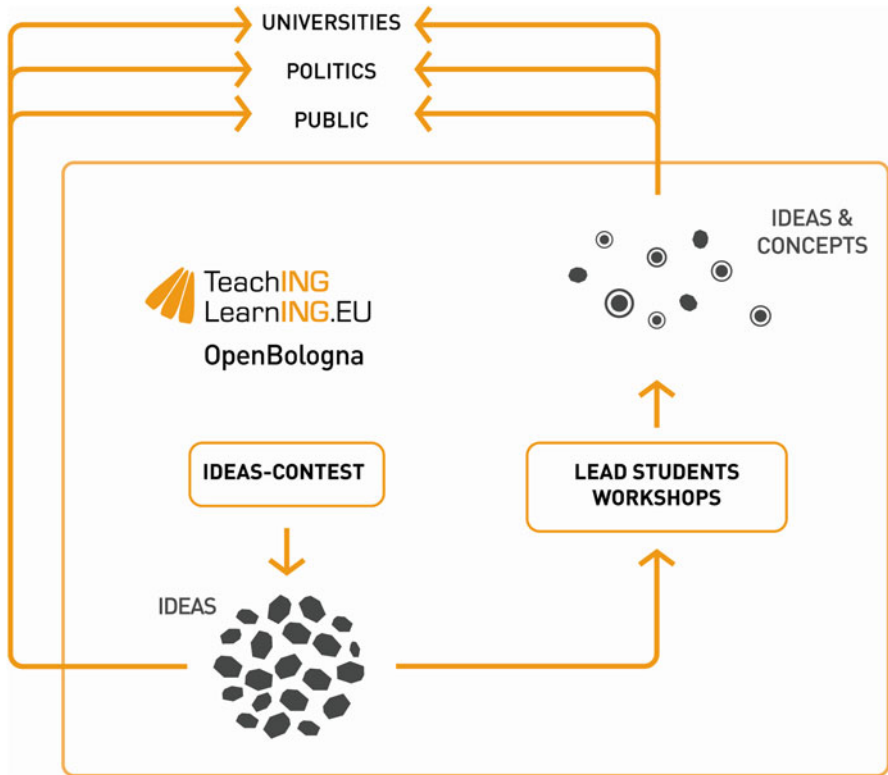 UNIVERSITIES
POLITICS
PUBLIC
IDEAS &
CONCEPTS
TeachING
LearnING.EU
OpenBologna
IDEAS-CONTEST
LEAD STUDENTS
WORKSHOPS
IDEAS